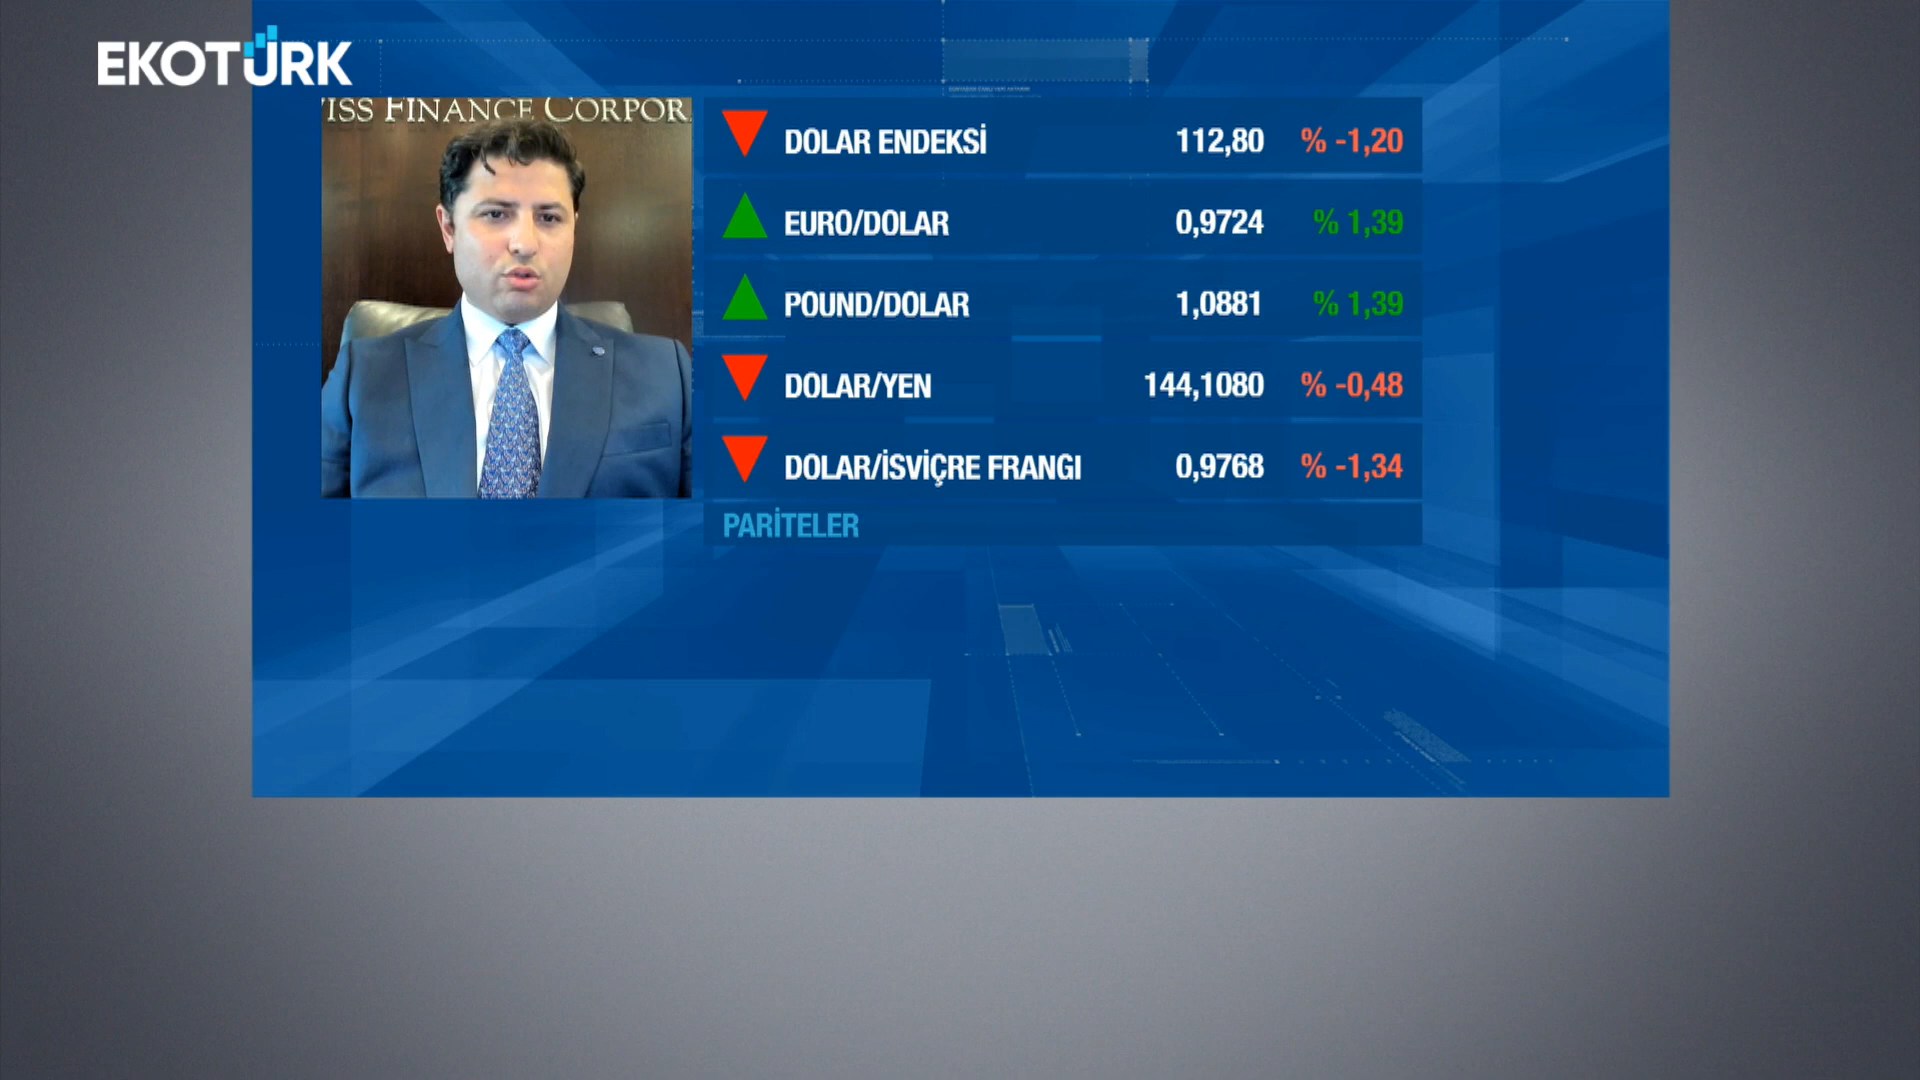 EKOTÜRK
ISS FINANCE CORPOR
DOLAR ENDEKSİ 112,80 % -1,20
EURO/DOLAR 0,9724 % 1,39
POUND/DOLAR 1,0881 % 1,39
DOLAR/YEN 144,1080 % -0,48
DOLAR/İSVİÇRE FRANGI 0,9768 % -1,34
PARİTELER